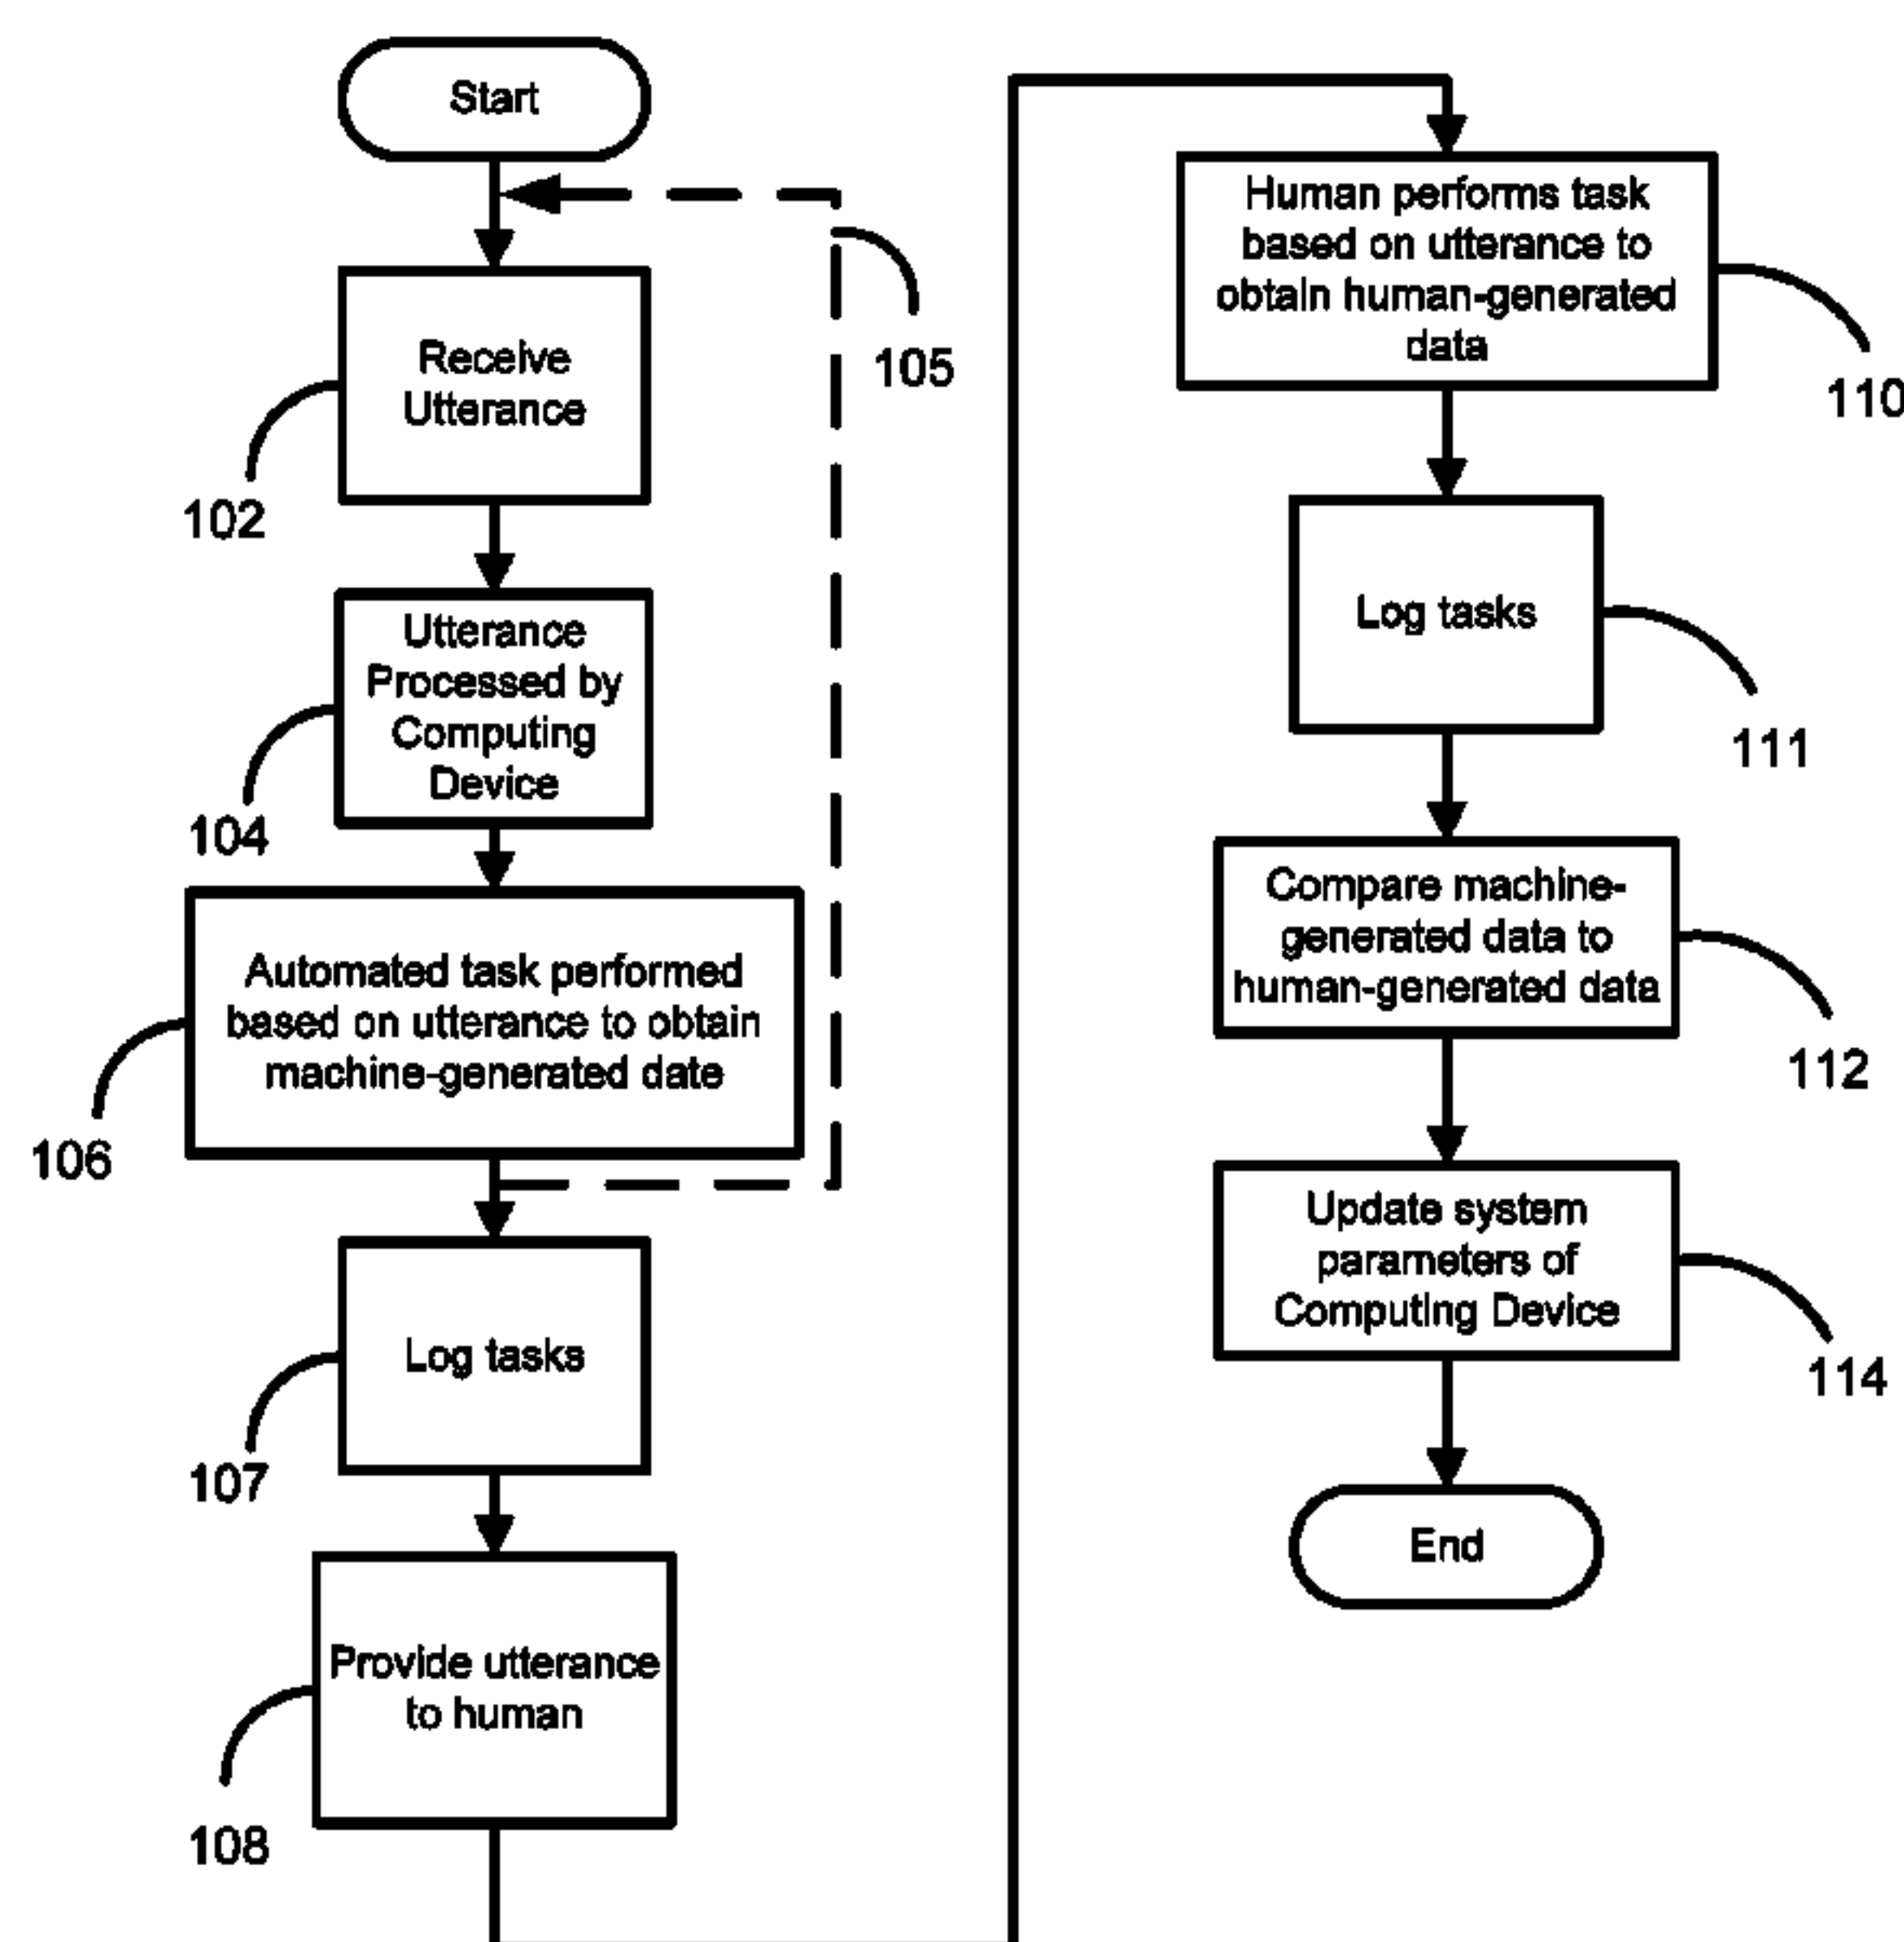 Start
Receive
Utterance
102
105
Utterance
Processed by
Computing
Device
104
Automated task performed
based on utterance to obtain
machine-generated date
106
Log tasks
107
Provide utterance
to human
108
Human performs task
based on utterance to
obtain human-generated
data
110
Log tasks
111
Compare machine-
generated data to
human-generated data
112
Update system
parameters of
Computing Device
114
End